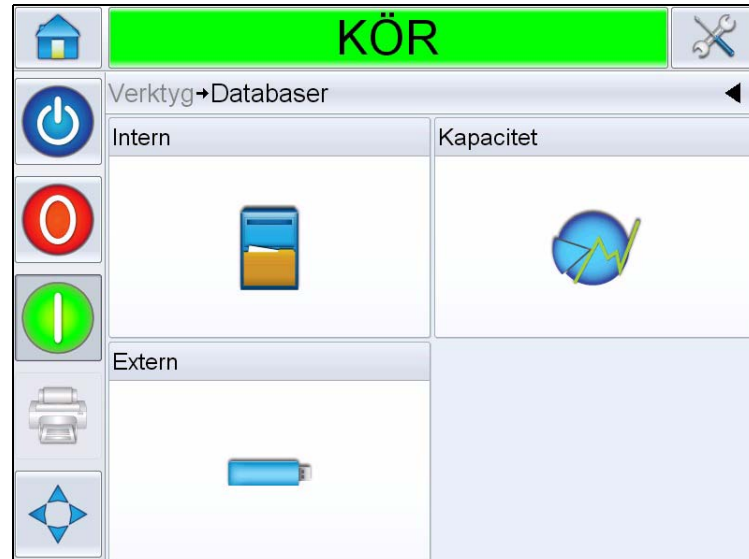 KÖR
Verktyg→Databaser
Intern
Kapacitet
Extern